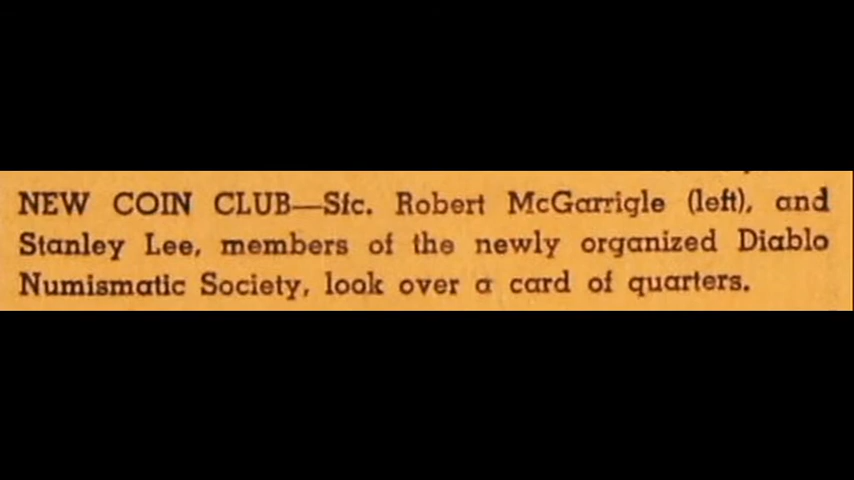 NEW COIN CLUB—Sfc. Robert McGarrigle (left), and
Stanley Lee, members of the newly organized Diablo
Numismatic Society, look over a card of quarters.